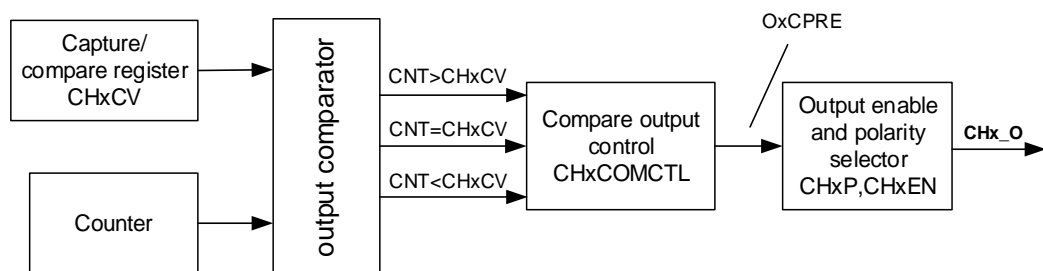 OxCPRE
Capture/
compare register
CHxCV
Counter
output comparator
CNT>CHxCV
CNT=CHxCV
CNT<CHxCV
Compare output
control
CHxCOMCTL
Output enable
and polarity
selector
CHxP,CHxEN
CHx_O